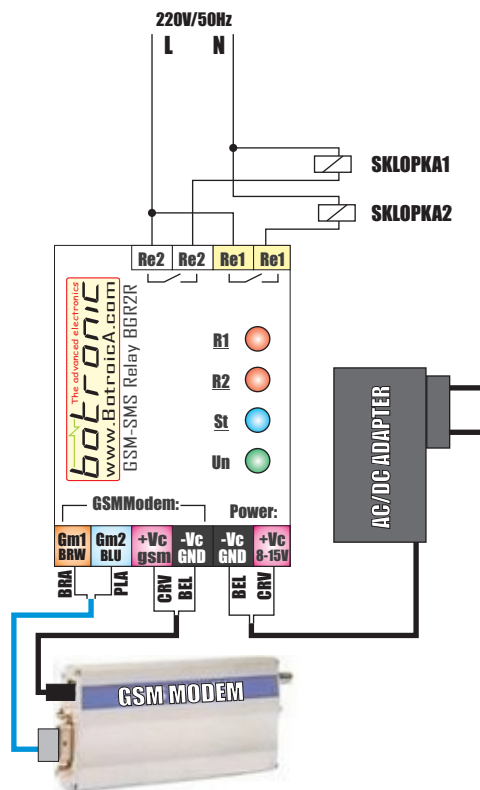 220V/50Hz
L N
SKLOPKA1
SKLOPKA2
Re2 Re2 Re1 Re1
The advanced electronics
botronic
www.BotroicA.com
GSM-SMS Relay BGR2R
R1
R2
St
Un
AC/DC ADAPTER
GSMModem: Power:
Gm1 Gm2 +Vc -Vc -Vc +Vc
BRW BLU gsm GND GND 8-15V
BRA PLA CRV BEL BEL CRV
GSM MODEM